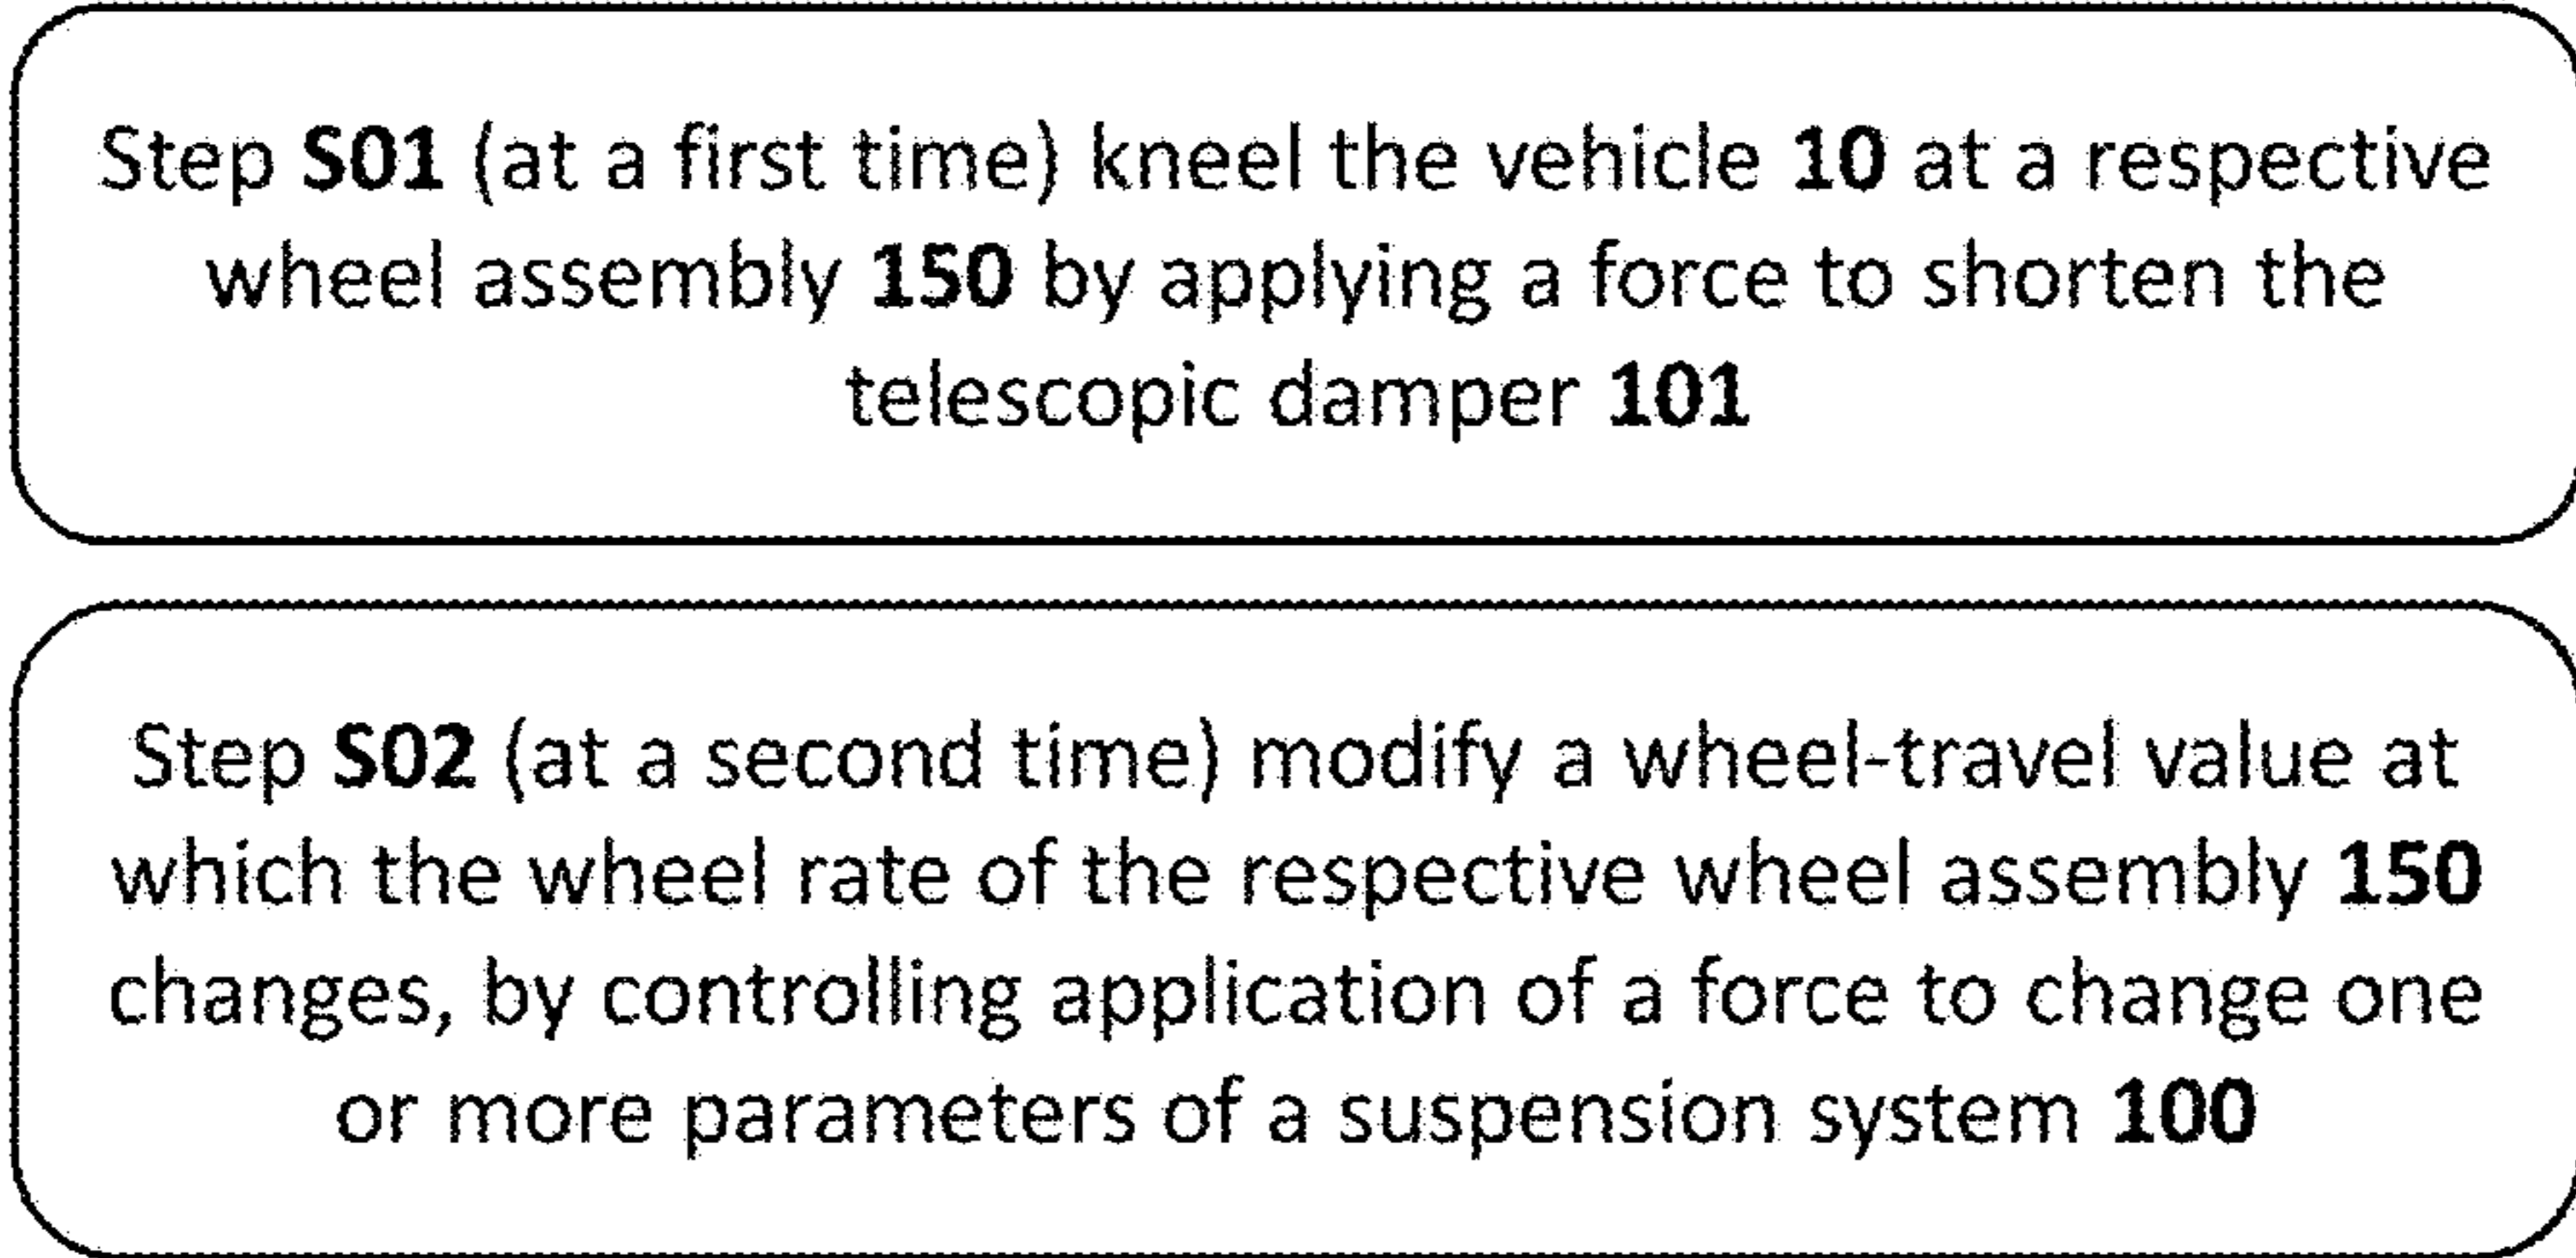 Step S01 (at a first time) kneel the vehicle 10 at a respective
wheel assembly 150 by applying a force to shorten the
telescopic damper 101
Step S02 (at a second time) modify a wheel-travel value at
which the wheel rate of the respective wheel assembly 150
changes, by controlling application of a force to change one
or more parameters of a suspension system 100